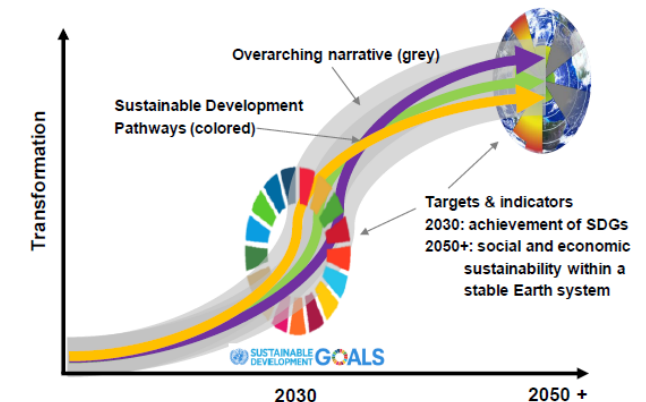 Overarching narrative (grey)
Sustainable Development
Pathways (colored)
Transformation
Targets & indicators
2030: achievement of SDGs
2050+: social and economic
sustainability within a
stable Earth system
SUSTAINABLE
DEVELOPMENT
GOALS
2030
2050 +